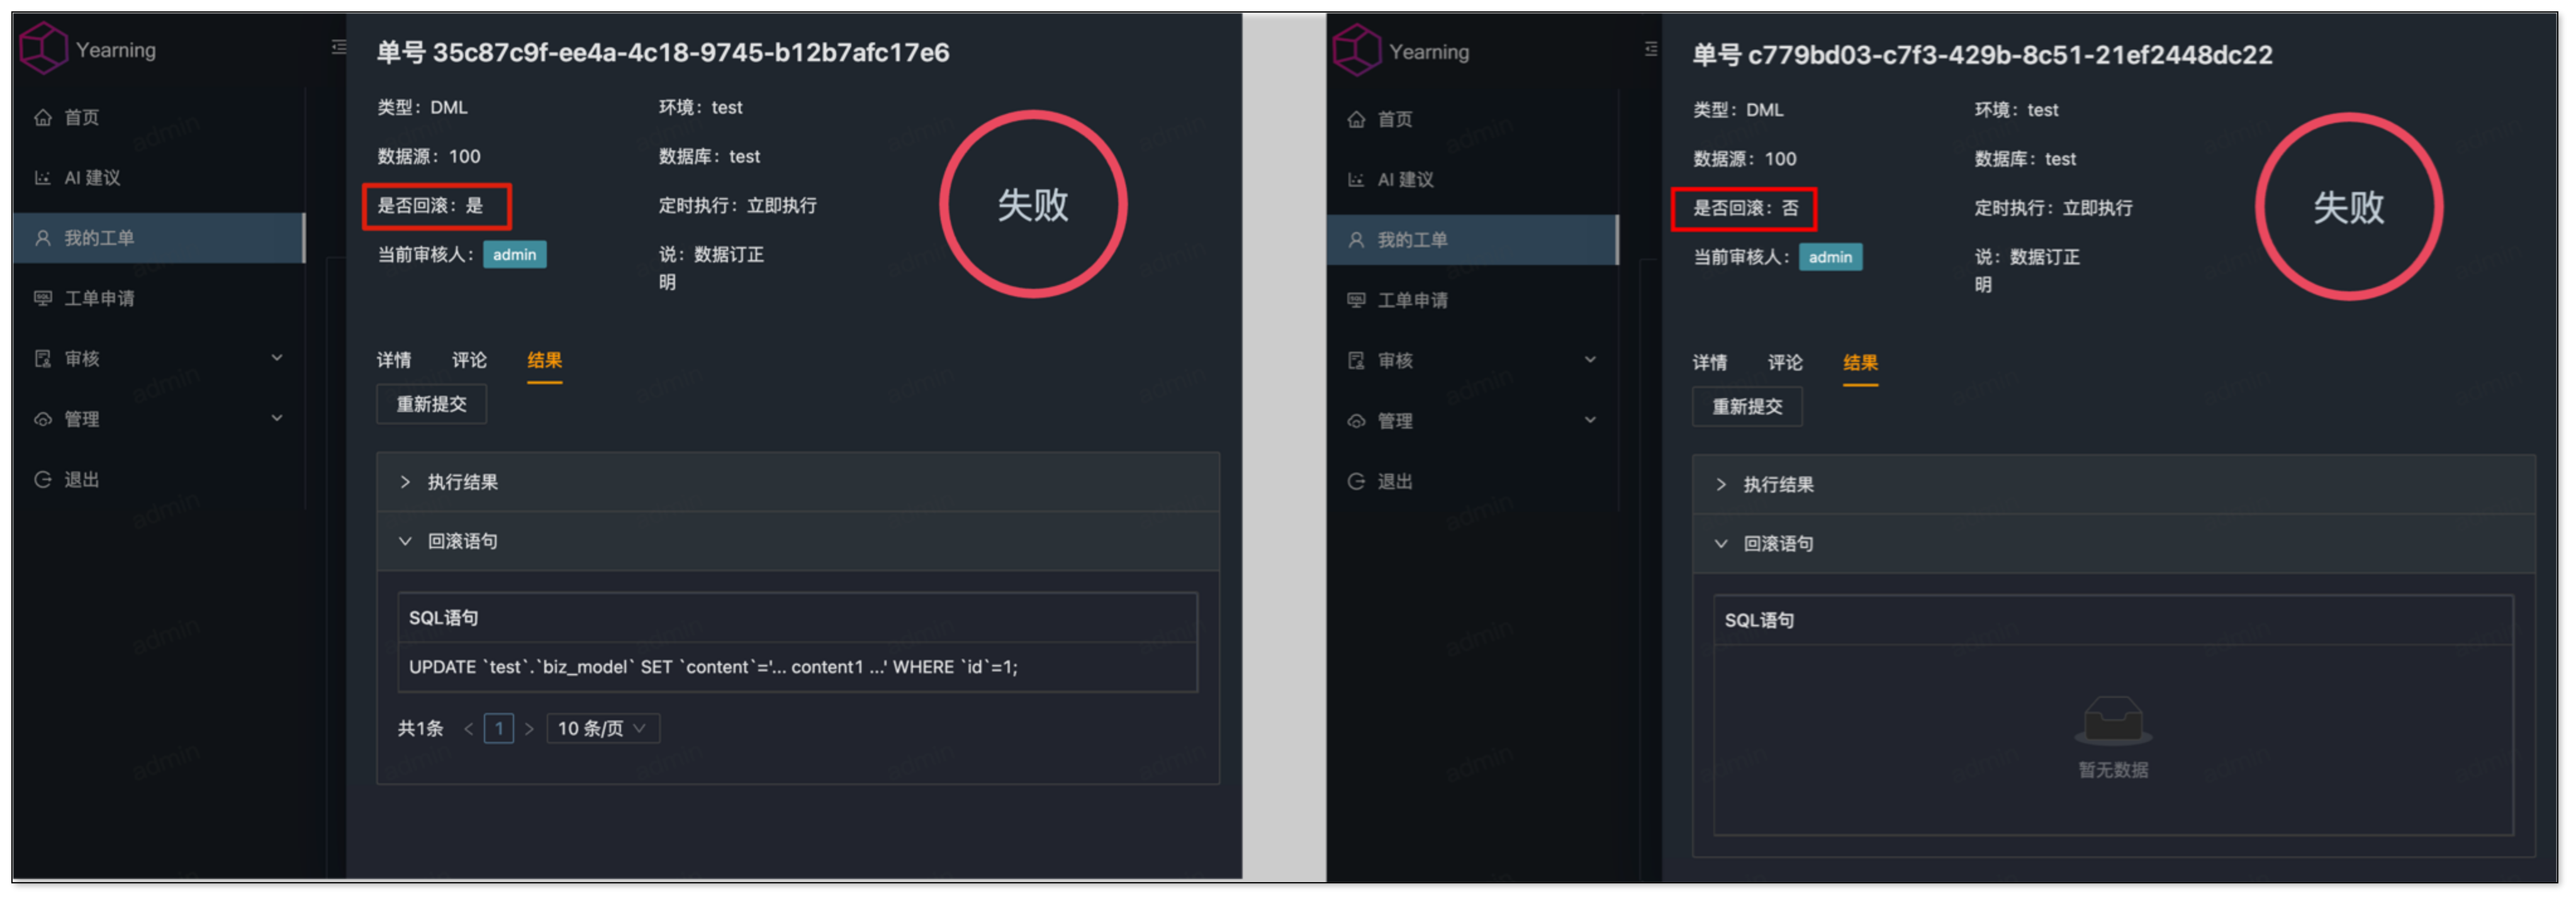 Yearning
首页
AI 建议
我的工单
工单申请
审核
管理
退出
单号 35c87c9f-ee4a-4c18-9745-b12b7afc17e6
类型：DML
环境：test
数据源：100
数据库：test
是否回滚：是
定时执行：立即执行
当前审核人：admin
说：数据订正
明
失败
详情 评论 结果
重新提交
执行结果
回滚语句
SQL语句
UPDATE `test`.`biz_model` SET `content`='... content1 ...' WHERE `id`=1;
共1条 < 1 > 10 条/页
Yearning
首页
AI 建议
我的工单
工单申请
审核
管理
退出
单号 c779bd03-c7f3-429b-8c51-21ef2448dc22
类型：DML
环境：test
数据源：100
数据库：test
是否回滚：否
定时执行：立即执行
当前审核人：admin
说：数据订正
明
失败
详情 评论 结果
重新提交
执行结果
回滚语句
SQL语句
暂无数据